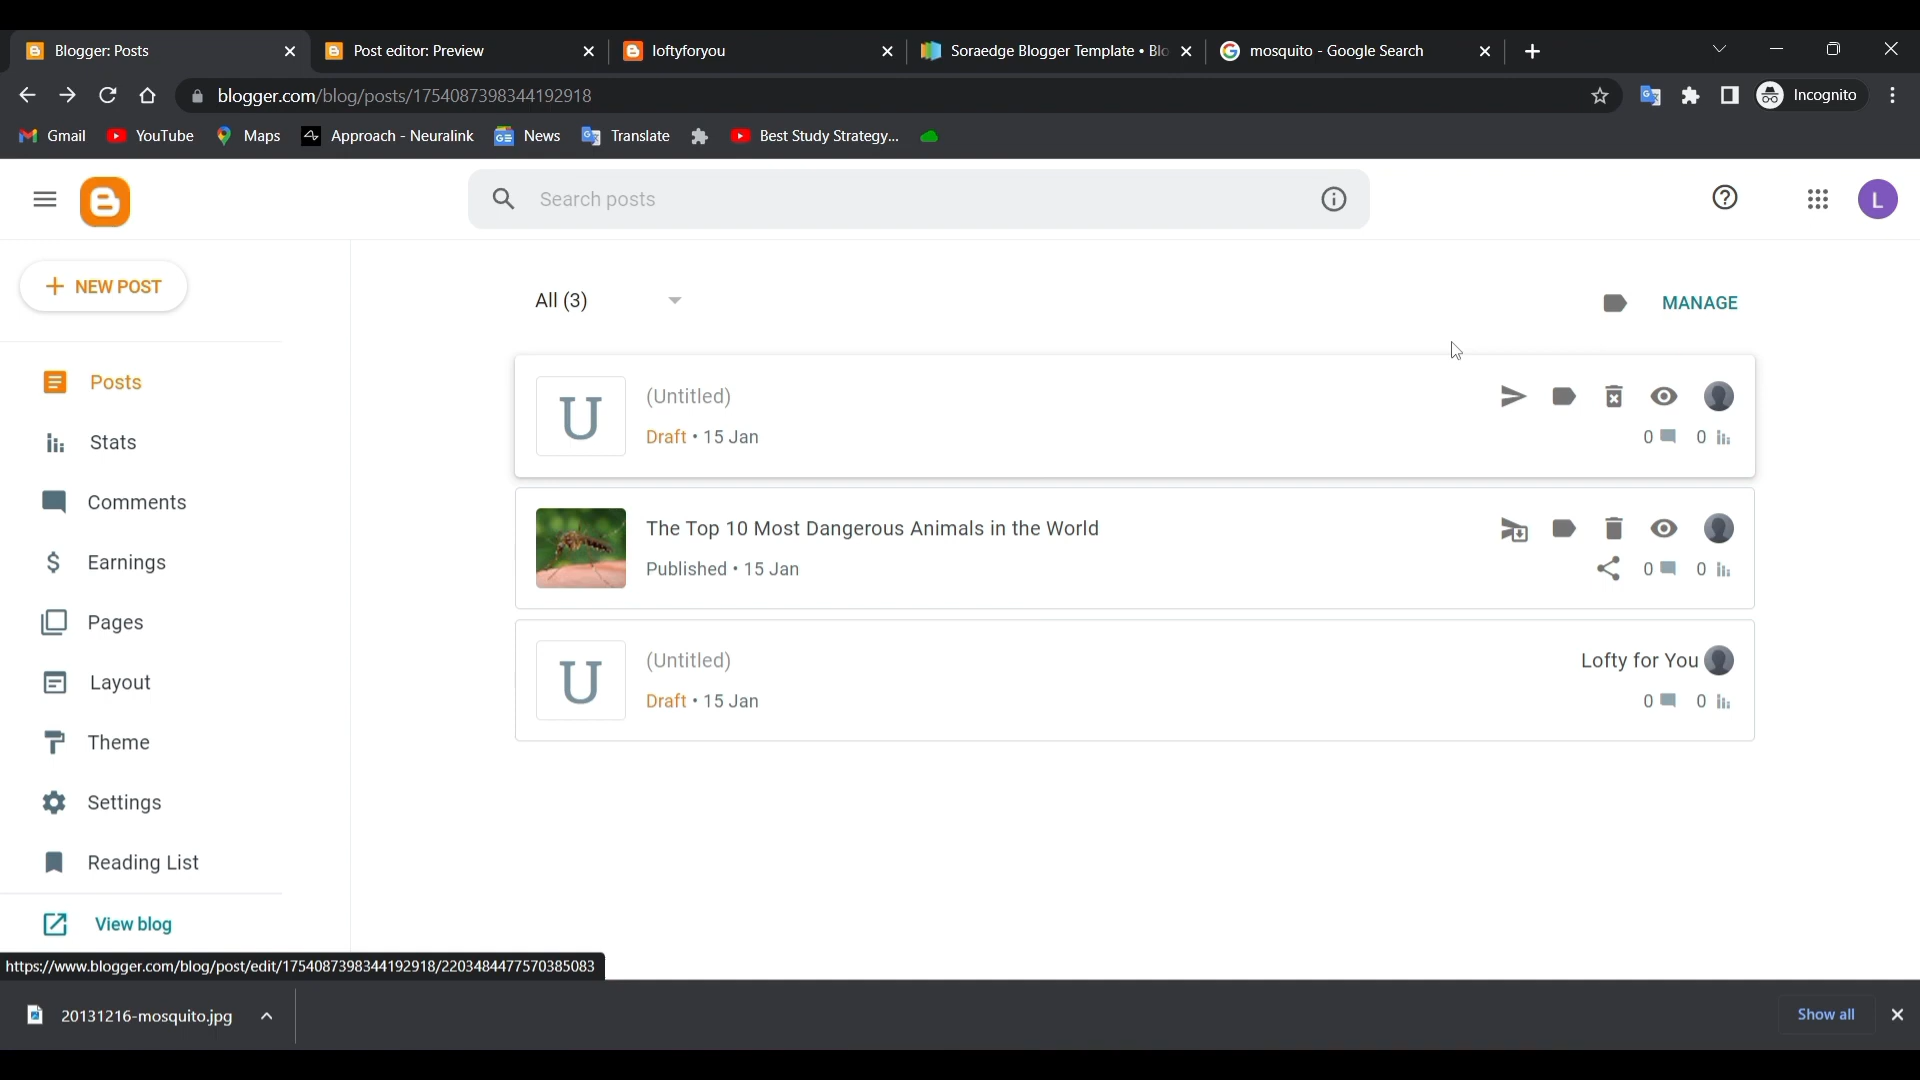 Blogger: Posts
Post editor: Preview
loftyforyou
Soraedge Blogger Template • Blo
mosquito - Google Search
blogger.com/blog/posts/1754087398344192918
Incognito
Gmail
YouTube
Maps
Approach - Neuralink
News
Translate
Best Study Strategy...
Search posts
L
NEW POST
All (3)
MANAGE
Posts
Stats
Comments
Earnings
Pages
Layout
Theme
Settings
Reading List
View blog
U
(Untitled)
Draft • 15 Jan
0 0
The Top 10 Most Dangerous Animals in the World
Published • 15 Jan
0 0
U
(Untitled)
Lofty for You
Draft • 15 Jan
0 0
https://www.blogger.com/blog/post/edit/1754087398344192918/2203484477570385083
20131216-mosquito.jpg
Show all